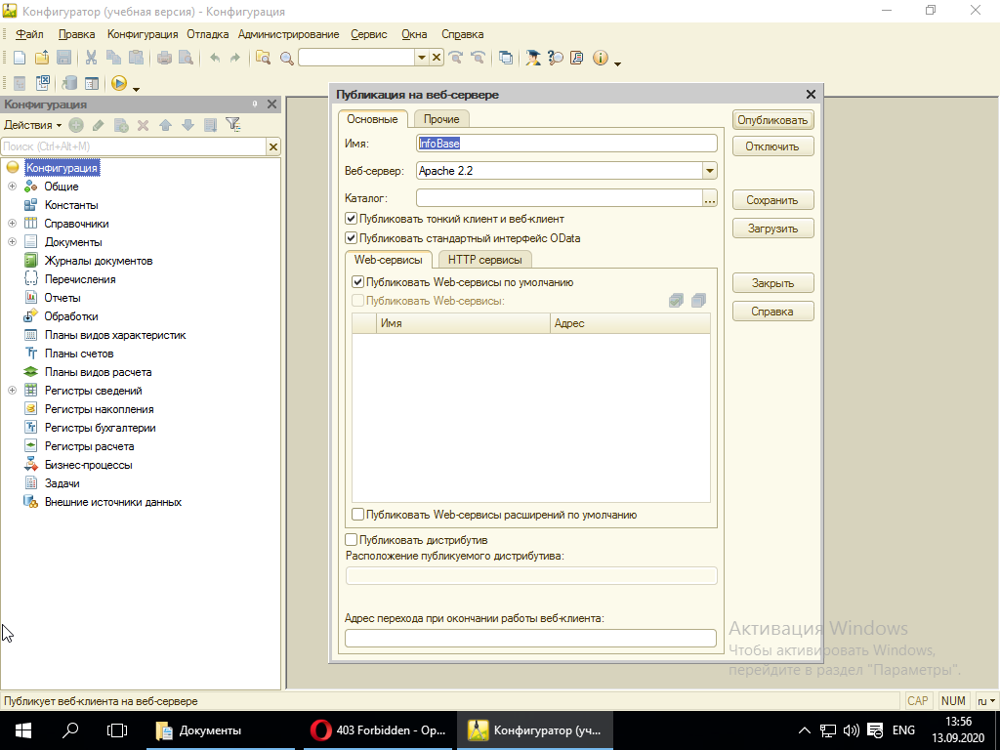 Конфигуратор (учебная версия) - Конфигурация
Файл Правка Конфигурация Отладка Администрирование Сервис Окна Справка
Конфигурация
Действия
Поиск (Ctrl+Alt+M)
Конфигурация
Общие
Константы
Справочники
Документы
Журналы документов
Перечисления
Отчеты
Обработки
Планы видов характеристик
Планы счетов
Планы видов расчета
Регистры сведений
Регистры накопления
Регистры бухгалтерии
Регистры расчета
Бизнес-процессы
Задачи
Внешние источники данных
Публикация на веб-сервере
Основные Прочие
Имя: InfoBase
Веб-сервер: Apache 2.2
Каталог: ...
Публиковать тонкий клиент и веб-клиент
Публиковать стандартный интерфейс OData
Web-сервисы HTTP сервисы
Публиковать Web-сервисы по умолчанию
Публиковать Web-сервисы:
Имя Адрес
Публиковать Web-сервисы расширений по умолчанию
Публиковать дистрибутив
Расположение публикуемого дистрибутива:
Адрес перехода при окончании работы веб-клиента:
Опубликовать
Отключить
Сохранить
Загрузить
Закрыть
Справка
Активация Windows
Чтобы активировать Windows,
перейдите в раздел "Параметры".
Публикует веб-клиента на веб-сервере
CAP NUM ru
Документы
403 Forbidden - Op...
Конфигуратор (уч...
ENG
13:56
13.09.2020